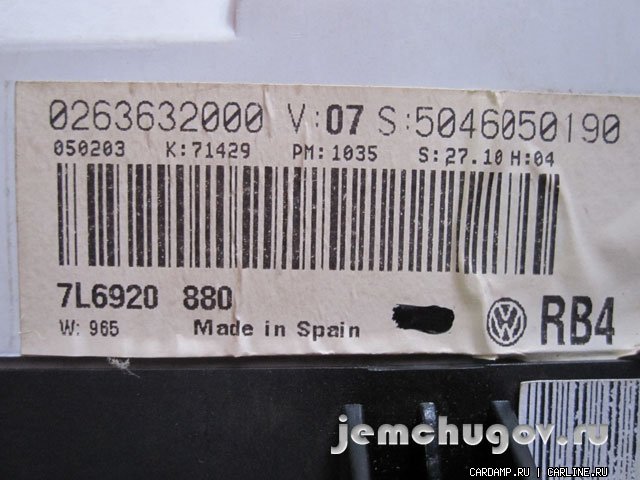 0263632000 V:07 S:5046050190
050203 K:71429 PM:1035 S:27.10 H:04
7L6920 880
W: 965 Made in Spain RB4
jemchugov.ru
CARDAMP.RU | CARLINE.RU